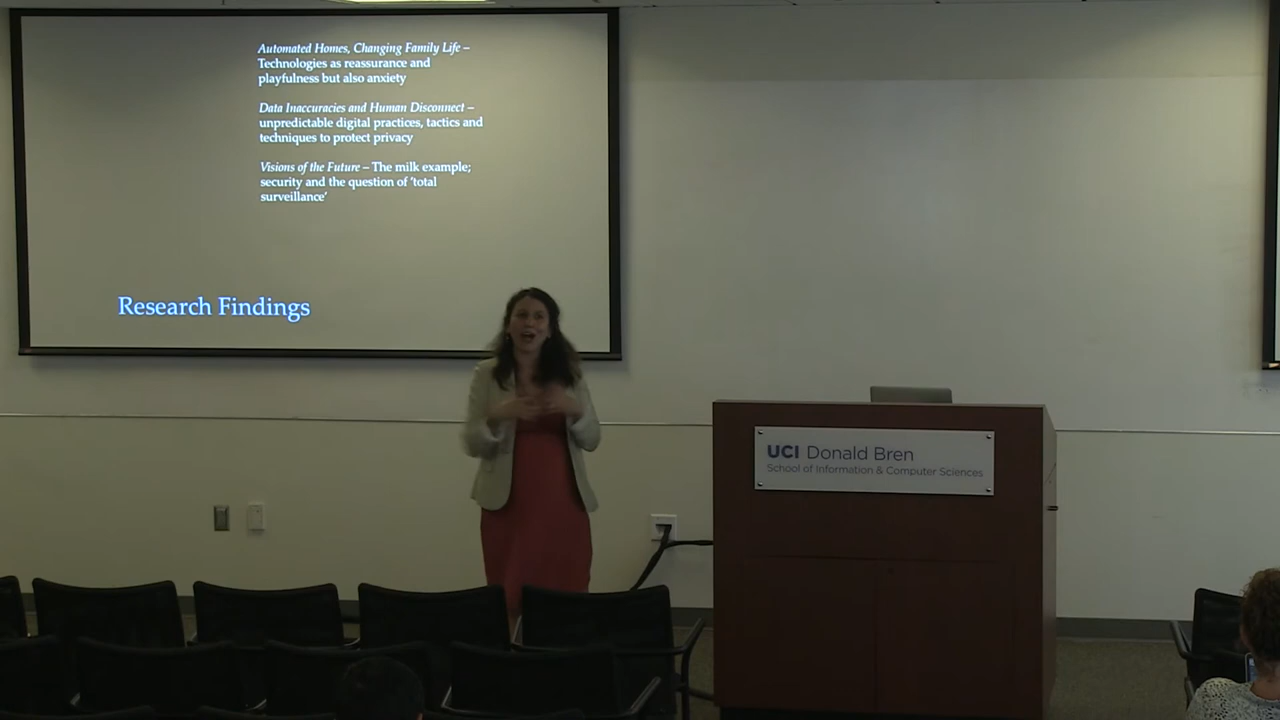 Automated Homes, Changing Family Life –
Technologies as reassurance and
playfulness but also anxiety
Data Inaccuracies and Human Disconnect –
unpredictable digital practices, tactics and
techniques to protect privacy
Visions of the Future – The milk example;
security and the question of 'total
surveillance'
Research Findings
UCI Donald Bren
School of Information & Computer Sciences